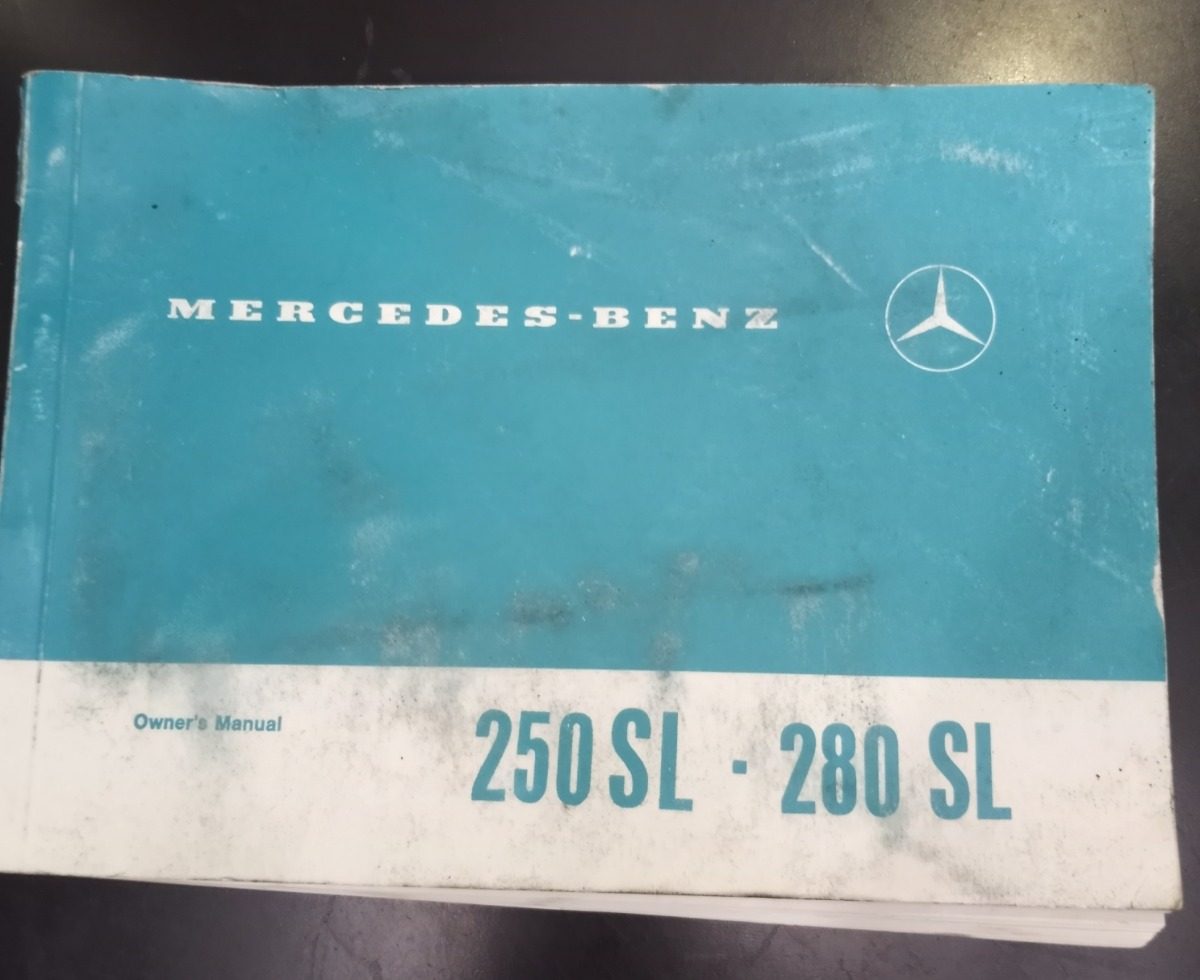 MERCEDES-BENZ
Owner's Manual
250 SL · 280 SL